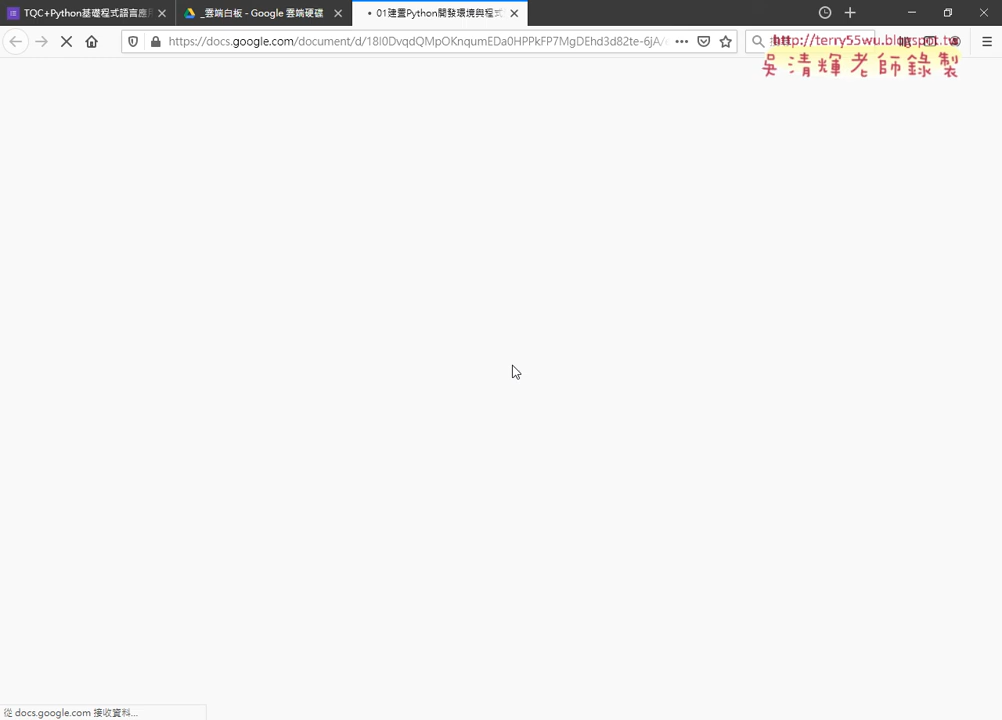 TQC+Python基礎程式語言應用
_雲端白板 - Google 雲端硬碟
01建置Python開發環境與程式
https://docs.google.com/document/d/18I0DvqdQMpOKnqumEDa0HPPkFP7MgDEhd3d82te-6jA/
http://terry55wu.blogspot.tw
吳清輝老師錄製
從 docs.google.com 接收資料...